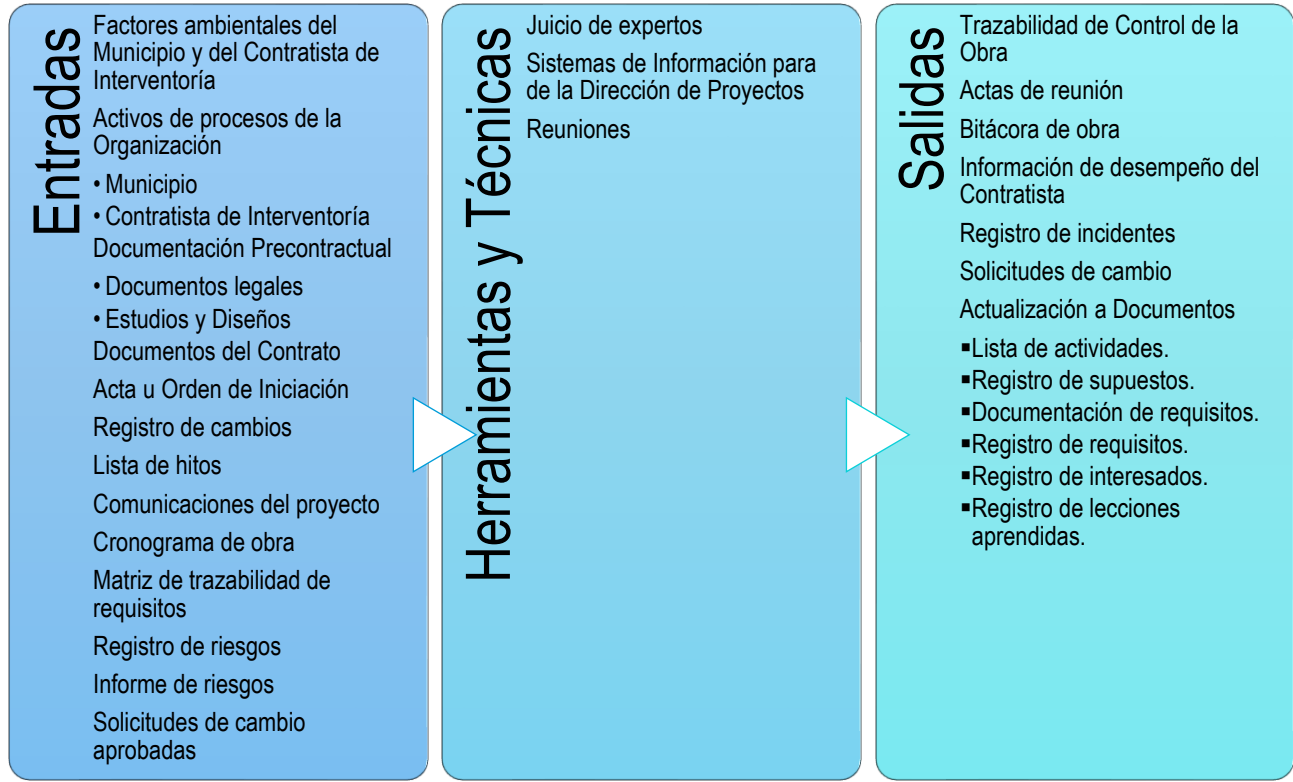 Entradas
Factores ambientales del
Municipio y del Contratista de
Interventoría
Activos de procesos de la
Organización
• Municipio
• Contratista de Interventoría
Documentación Precontractual
• Documentos legales
• Estudios y Diseños
Documentos del Contrato
Acta u Orden de Iniciación
Registro de cambios
Lista de hitos
Comunicaciones del proyecto
Cronograma de obra
Matriz de trazabilidad de
requisitos
Registro de riesgos
Informe de riesgos
Solicitudes de cambio
aprobadas
Herramientas y Técnicas
Juicio de expertos
Sistemas de Información para
de la Dirección de Proyectos
Reuniones
Salidas
Trazabilidad de Control de la
Obra
Actas de reunión
Bitácora de obra
Información de desempeño del
Contratista
Registro de incidentes
Solicitudes de cambio
Actualización a Documentos
▪Lista de actividades.
▪Registro de supuestos.
▪Documentación de requisitos.
▪Registro de requisitos.
▪Registro de interesados.
▪Registro de lecciones
aprendidas.